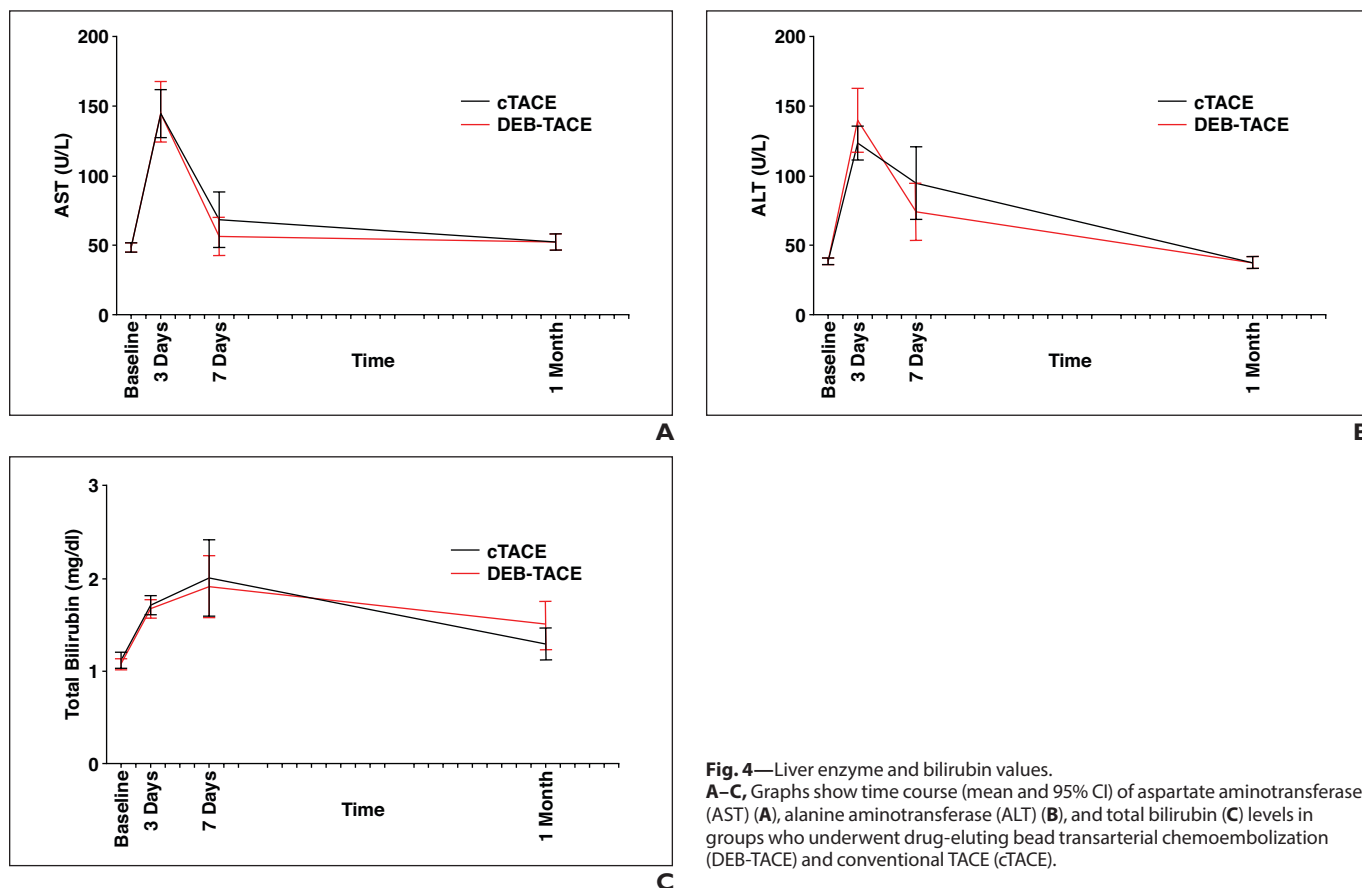 200
150
100
50
0
AST (U/L)
cTACE
DEB-TACE
Baseline
3 Days
7 Days
Time
1 Month
A
200
150
100
50
0
ALT (U/L)
cTACE
DEB-TACE
Baseline
3 Days
7 Days
Time
1 Month
B
3
2
1
0
Total Bilirubin (mg/dl)
cTACE
DEB-TACE
Baseline
3 Days
7 Days
Time
1 Month
C
Fig. 4—Liver enzyme and bilirubin values.
A–C, Graphs show time course (mean and 95% CI) of aspartate aminotransferase
(AST) (A), alanine aminotransferase (ALT) (B), and total bilirubin (C) levels in
groups who underwent drug-eluting bead transarterial chemoembolization
(DEB-TACE) and conventional TACE (cTACE).